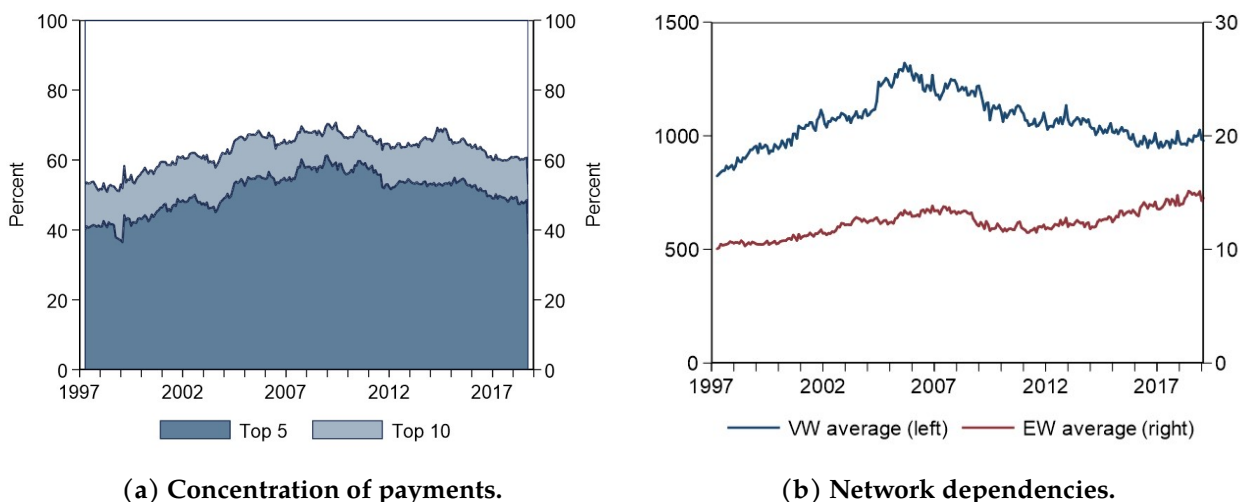 100 100
80 80
60 60
40 40
20 20
0 0
Percent
Percent
1997 2002 2007 2012 2017
Top 5 Top 10
(a) Concentration of payments.
1500 30
1000 20
500 10
0 0
1997 2002 2007 2012 2017
VW average (left) EW average (right)
(b) Network dependencies.